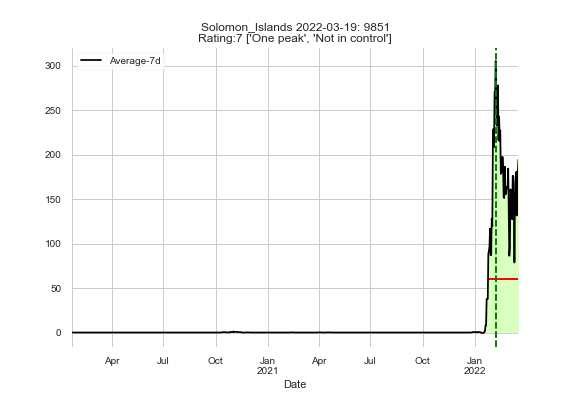 Solomon_Islands 2022-03-19: 9851
Rating:7 ['One peak', 'Not in control']
Average-7d
300
250
200
150
100
50
0
Apr Jul Oct Jan Apr Jul Oct Jan
2021 2022
Date